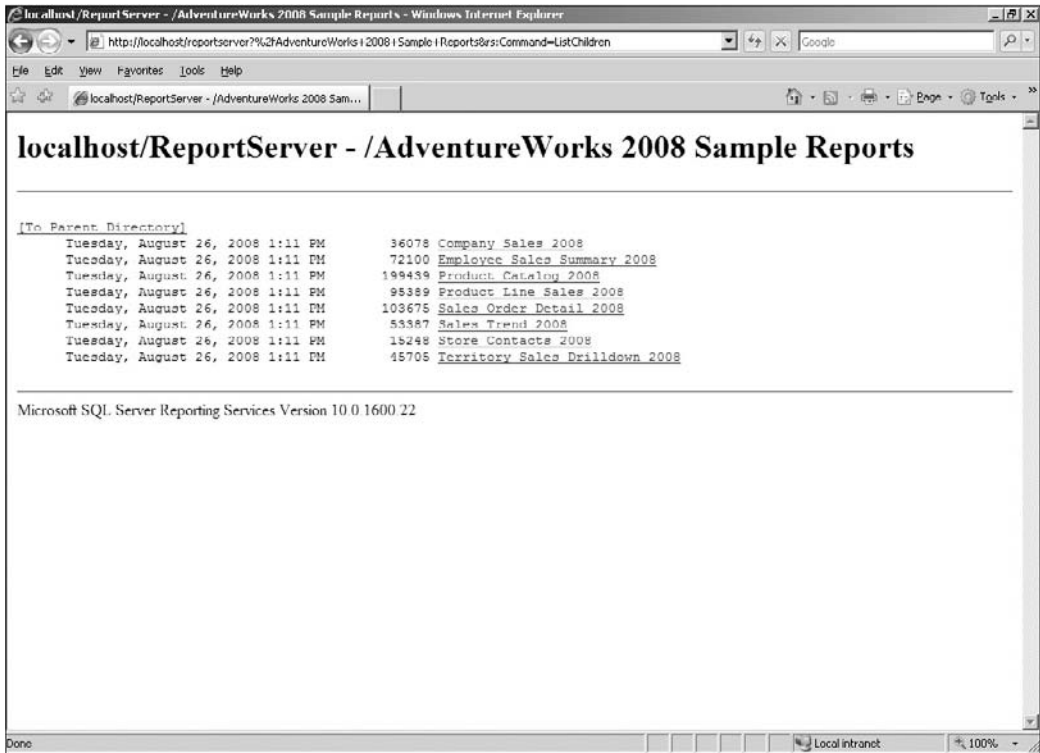 localhost/ReportServer - /AdventureWorks 2008 Sample Reports - Windows Internet Explorer
http://localhost/reportserver?%2fAdventureWorks+2008+Sample+Reports&rs:Command=ListChildren
Google
File Edit View Favorites Tools Help
localhost/ReportServer - /AdventureWorks 2008 Sam...
Page Tools
localhost/ReportServer - /AdventureWorks 2008 Sample Reports
[To Parent Directory]
Tuesday, August 26, 2008 1:11 PM 36078 Company Sales 2008
Tuesday, August 26, 2008 1:11 PM 72100 Employee Sales Summary 2008
Tuesday, August 26, 2008 1:11 PM 199439 Product Catalog 2008
Tuesday, August 26, 2008 1:11 PM 95389 Product Line Sales 2008
Tuesday, August 26, 2008 1:11 PM 103675 Sales Order Detail 2008
Tuesday, August 26, 2008 1:11 PM 53387 Sales Trend 2008
Tuesday, August 26, 2008 1:11 PM 15248 Store Contacts 2008
Tuesday, August 26, 2008 1:11 PM 45705 Territory Sales Drilldown 2008
Microsoft SQL Server Reporting Services Version 10.0.1600.22
Done
Local intranet
100%